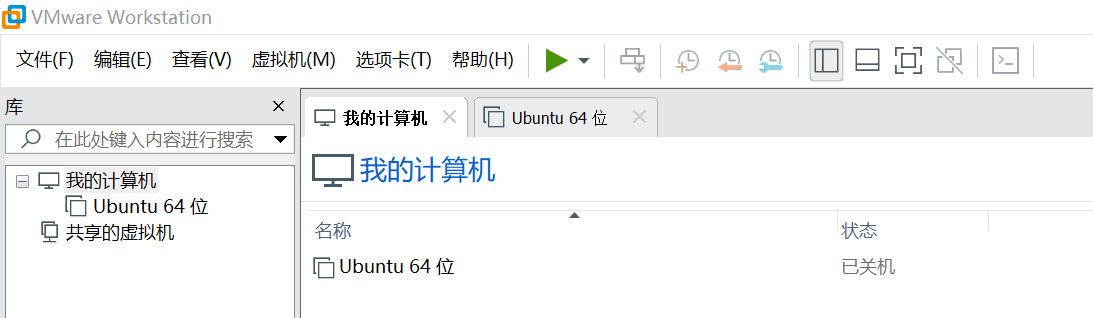 VMware Workstation
文件(F) 编辑(E) 查看(V) 虚拟机(M) 选项卡(T) 帮助(H)
库
在此处键入内容进行搜索
我的计算机
Ubuntu 64 位
共享的虚拟机
我的计算机 Ubuntu 64 位
我的计算机
名称 状态
Ubuntu 64 位 已关机